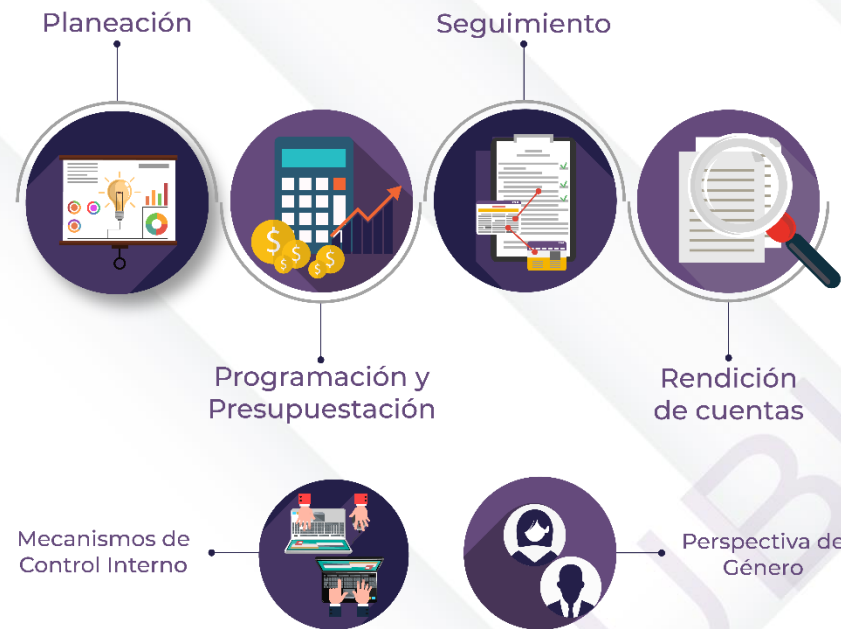 Planeación
Seguimiento
Programación y
Presupuestación
Rendición
de cuentas
Mecanismos de
Control Interno
Perspectiva de
Género